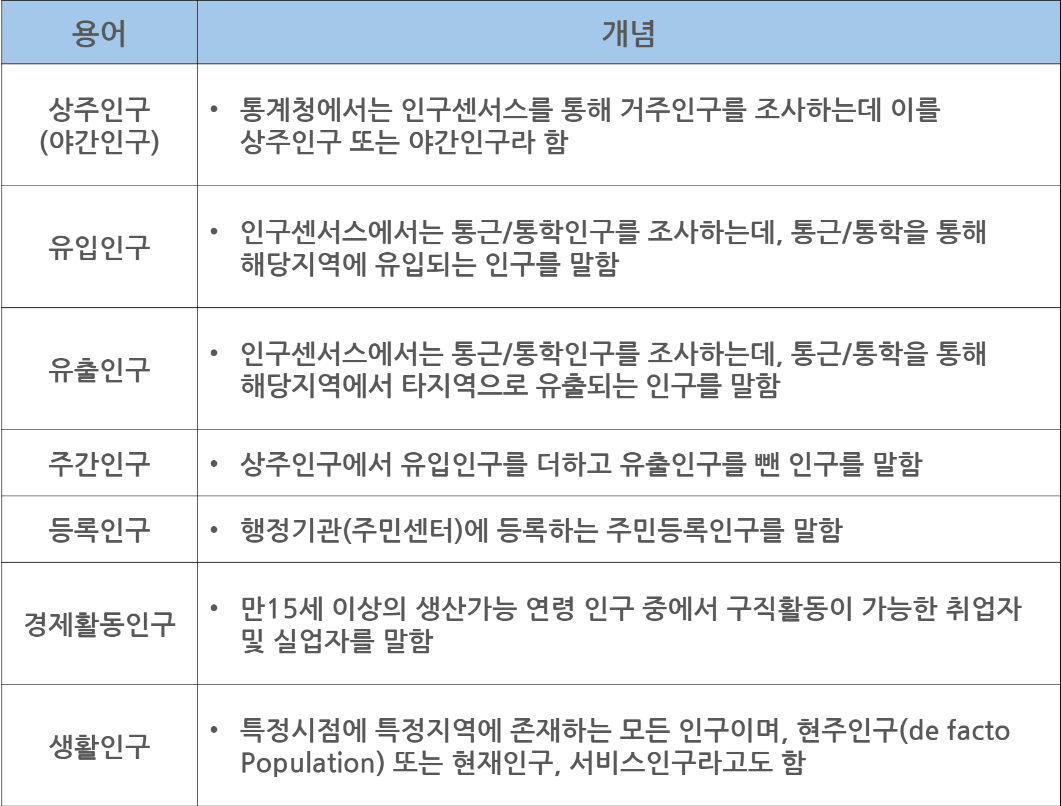 용어
개념
상주인구
(야간인구)
• 통계청에서는 인구센서스를 통해 거주인구를 조사하는데 이를
상주인구 또는 야간인구라 함
유입인구
• 인구센서스에서는 통근/통학인구를 조사하는데, 통근/통학을 통해
해당지역에 유입되는 인구를 말함
유출인구
• 인구센서스에서는 통근/통학인구를 조사하는데, 통근/통학을 통해
해당지역에서 타지역으로 유출되는 인구를 말함
주간인구
• 상주인구에서 유입인구를 더하고 유출인구를 뺀 인구를 말함
등록인구
• 행정기관(주민센터)에 등록하는 주민등록인구를 말함
경제활동인구
• 만15세 이상의 생산가능 연령 인구 중에서 구직활동이 가능한 취업자
및 실업자를 말함
생활인구
• 특정시점에 특정지역에 존재하는 모든 인구이며, 현주인구(de facto
Population) 또는 현재인구, 서비스인구라고도 함